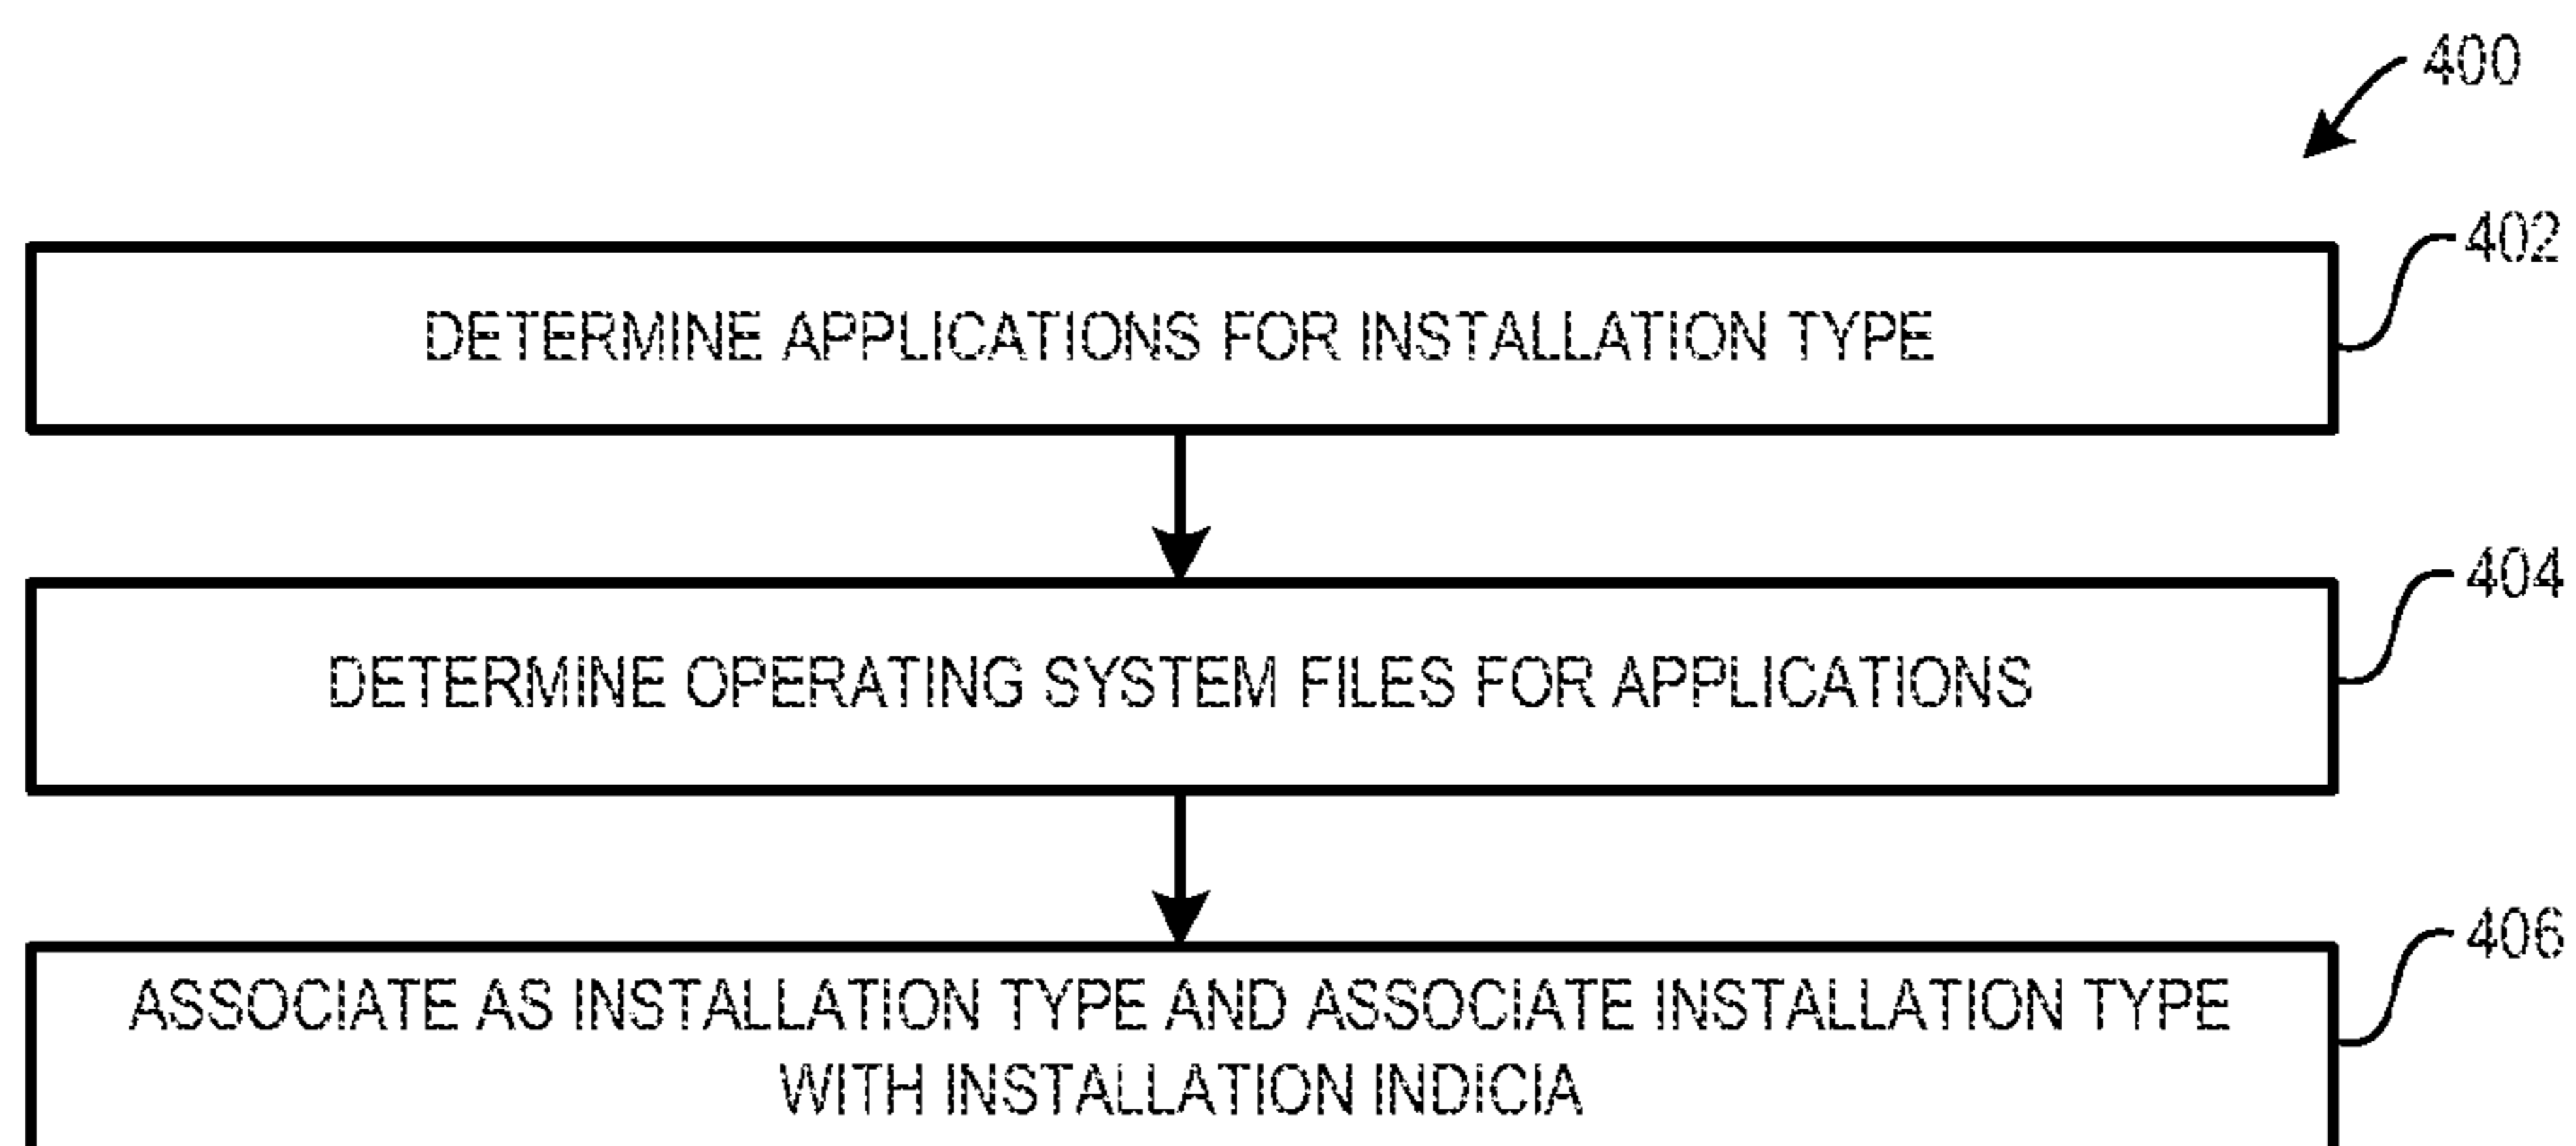 400
402
DETERMINE APPLICATIONS FOR INSTALLATION TYPE
404
DETERMINE OPERATING SYSTEM FILES FOR APPLICATIONS
406
ASSOCIATE AS INSTALLATION TYPE AND ASSOCIATE INSTALLATION TYPE
WITH INSTALLATION INDICIA